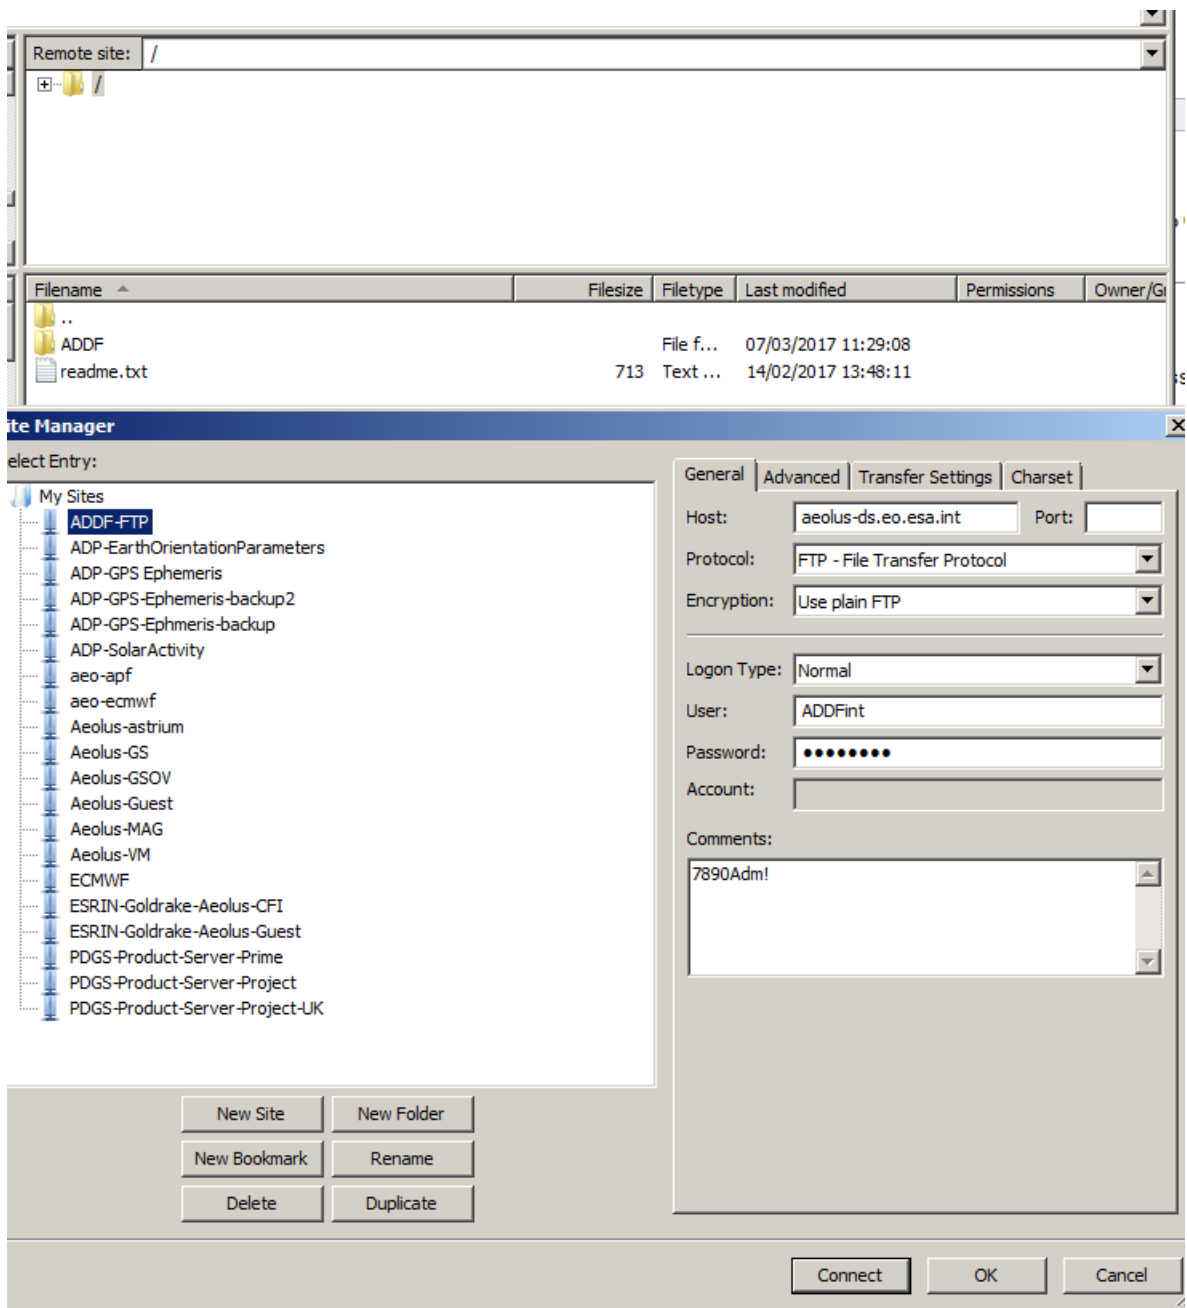 Remote site: /
/
Filename Filesize Filetype Last modified Permissions Owner/Gr
..
ADDF File f... 07/03/2017 11:29:08
readme.txt 713 Text ... 14/02/2017 13:48:11
ite Manager
elect Entry:
My Sites
ADDF-FTP
ADP-EarthOrientationParameters
ADP-GPS Ephemeris
ADP-GPS-Ephemeris-backup2
ADP-GPS-Ephmeris-backup
ADP-SolarActivity
aeo-apf
aeo-ecmwf
Aeolus-astrium
Aeolus-GS
Aeolus-GSOV
Aeolus-Guest
Aeolus-MAG
Aeolus-VM
ECMWF
ESRIN-Goldrake-Aeolus-CFI
ESRIN-Goldrake-Aeolus-Guest
PDGS-Product-Server-Prime
PDGS-Product-Server-Project
PDGS-Product-Server-Project-UK
New Site New Folder
New Bookmark Rename
Delete Duplicate
General Advanced Transfer Settings Charset
Host: aeolus-ds.eo.esa.int Port:
Protocol: FTP - File Transfer Protocol
Encryption: Use plain FTP
Logon Type: Normal
User: ADDFint
Password: ●●●●●●●●
Account:
Comments:
7890Adm!
Connect OK Cancel